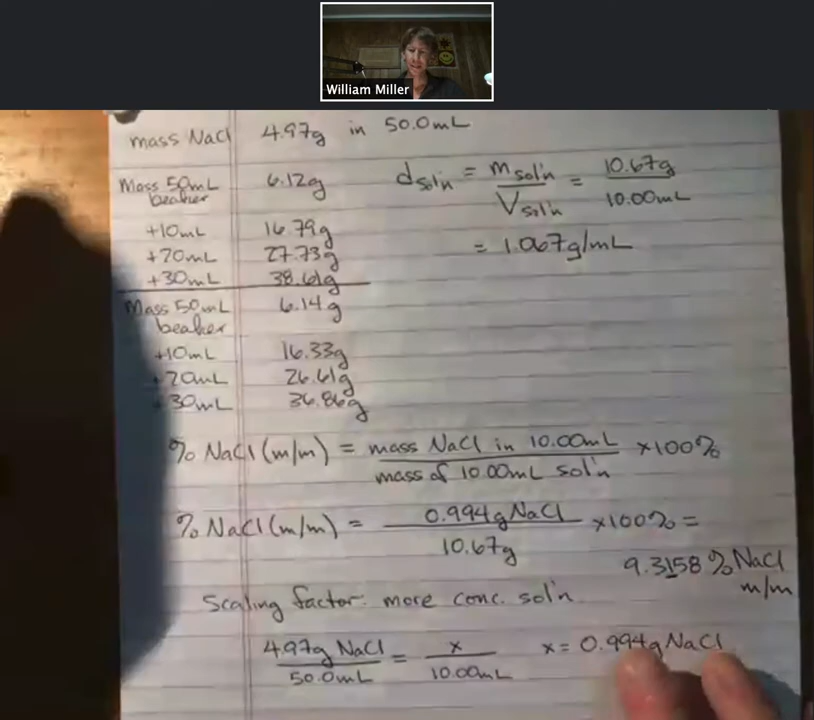 William Miller
mass NaCl 4.97g in 50.0mL
Mass 50mL beaker 6.12g
+10mL 16.79g
+20mL 27.73g
+30mL 38.61g
dsol'n = msol'n / Vsol'n = 10.67g / 10.00mL
= 1.067g/mL
Mass 50mL beaker 6.14g
+10mL 16.33g
+20mL 26.61g
+30mL 36.86g
% NaCl (m/m) = mass NaCl in 10.00mL / mass of 10.00mL sol'n x100%
% NaCl (m/m) = 0.994g NaCl / 10.67g x100% =
9.3158 % NaCl
m/m
Scaling factor: more conc. sol'n
4.97g NaCl / 50.0mL = x / 10.00mL x = 0.994g NaCl